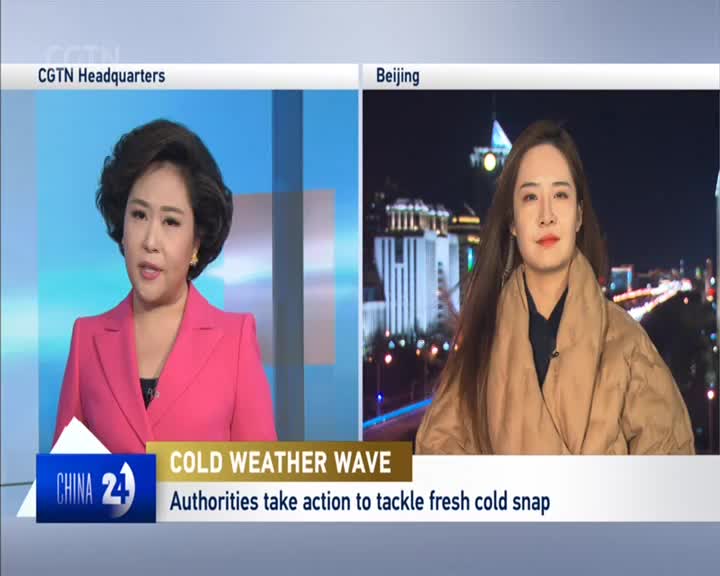 CGTN
CGTN Headquarters
Beijing
COLD WEATHER WAVE
CHINA 24
Authorities take action to tackle fresh cold snap